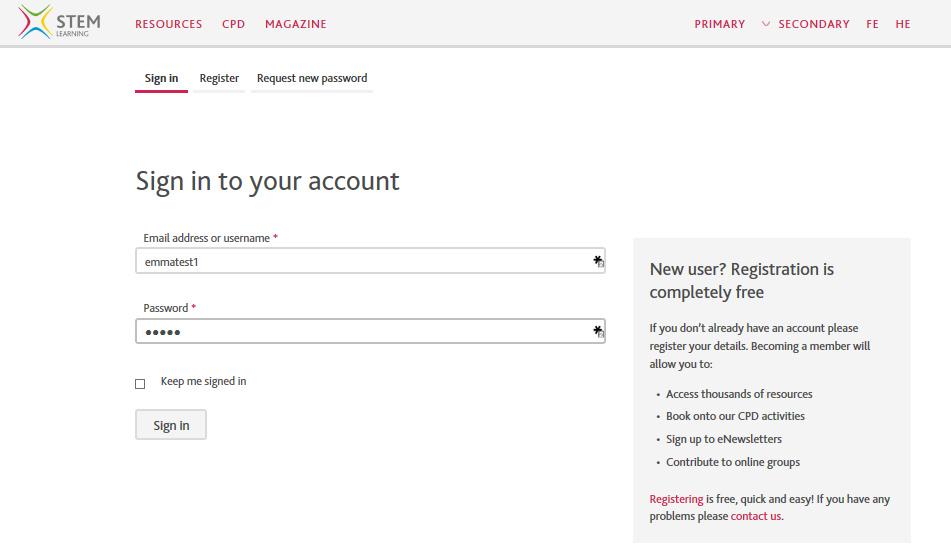 STEM
LEARNING
RESOURCES CPD MAGAZINE PRIMARY SECONDARY FE HE
Sign in Register Request new password
Sign in to your account
Email address or username *
emmatest1
Password *
•••••
Keep me signed in
Sign in
New user? Registration is
completely free
If you don't already have an account please
register your details. Becoming a member will
allow you to:
• Access thousands of resources
• Book onto our CPD activities
• Sign up to eNewsletters
• Contribute to online groups
Registering is free, quick and easy! If you have any
problems please contact us.